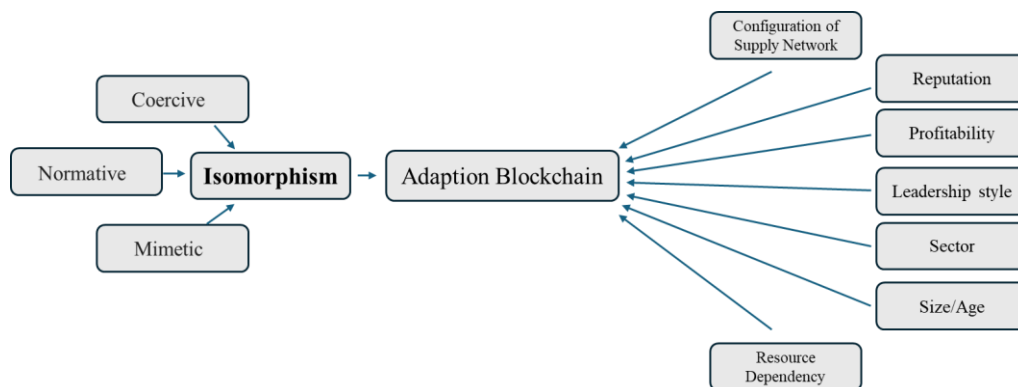 Coercive
Normative
Mimetic
Isomorphism
Adaption Blockchain
Configuration of
Supply Network
Reputation
Profitability
Leadership style
Sector
Size/Age
Resource
Dependency